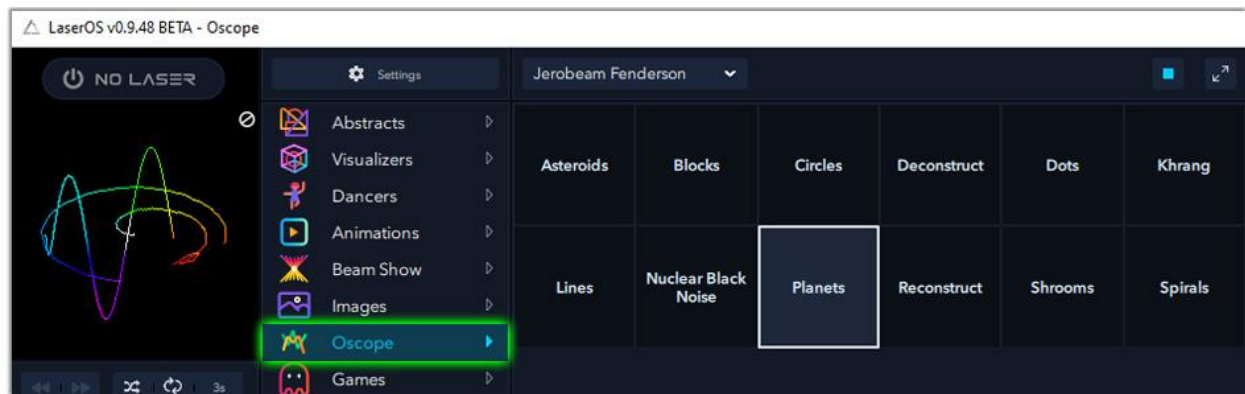 LaserOS v0.9.48 BETA - Oscope
NO LASER
Settings
Jerobeam Fenderson
Abstracts
Visualizers
Dancers
Animations
Beam Show
Images
Oscope
Games
Asteroids
Blocks
Circles
Deconstruct
Dots
Khrang
Lines
Nuclear Black
Noise
Planets
Reconstruct
Shrooms
Spirals
3s